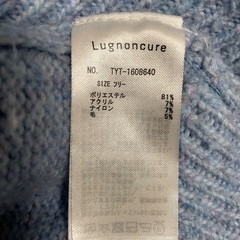 Lugnoncure
NO. TYT-1608640
SIZE フリー
ポリエステル 81%
アクリル 7%
ナイロン 7%
毛 5%